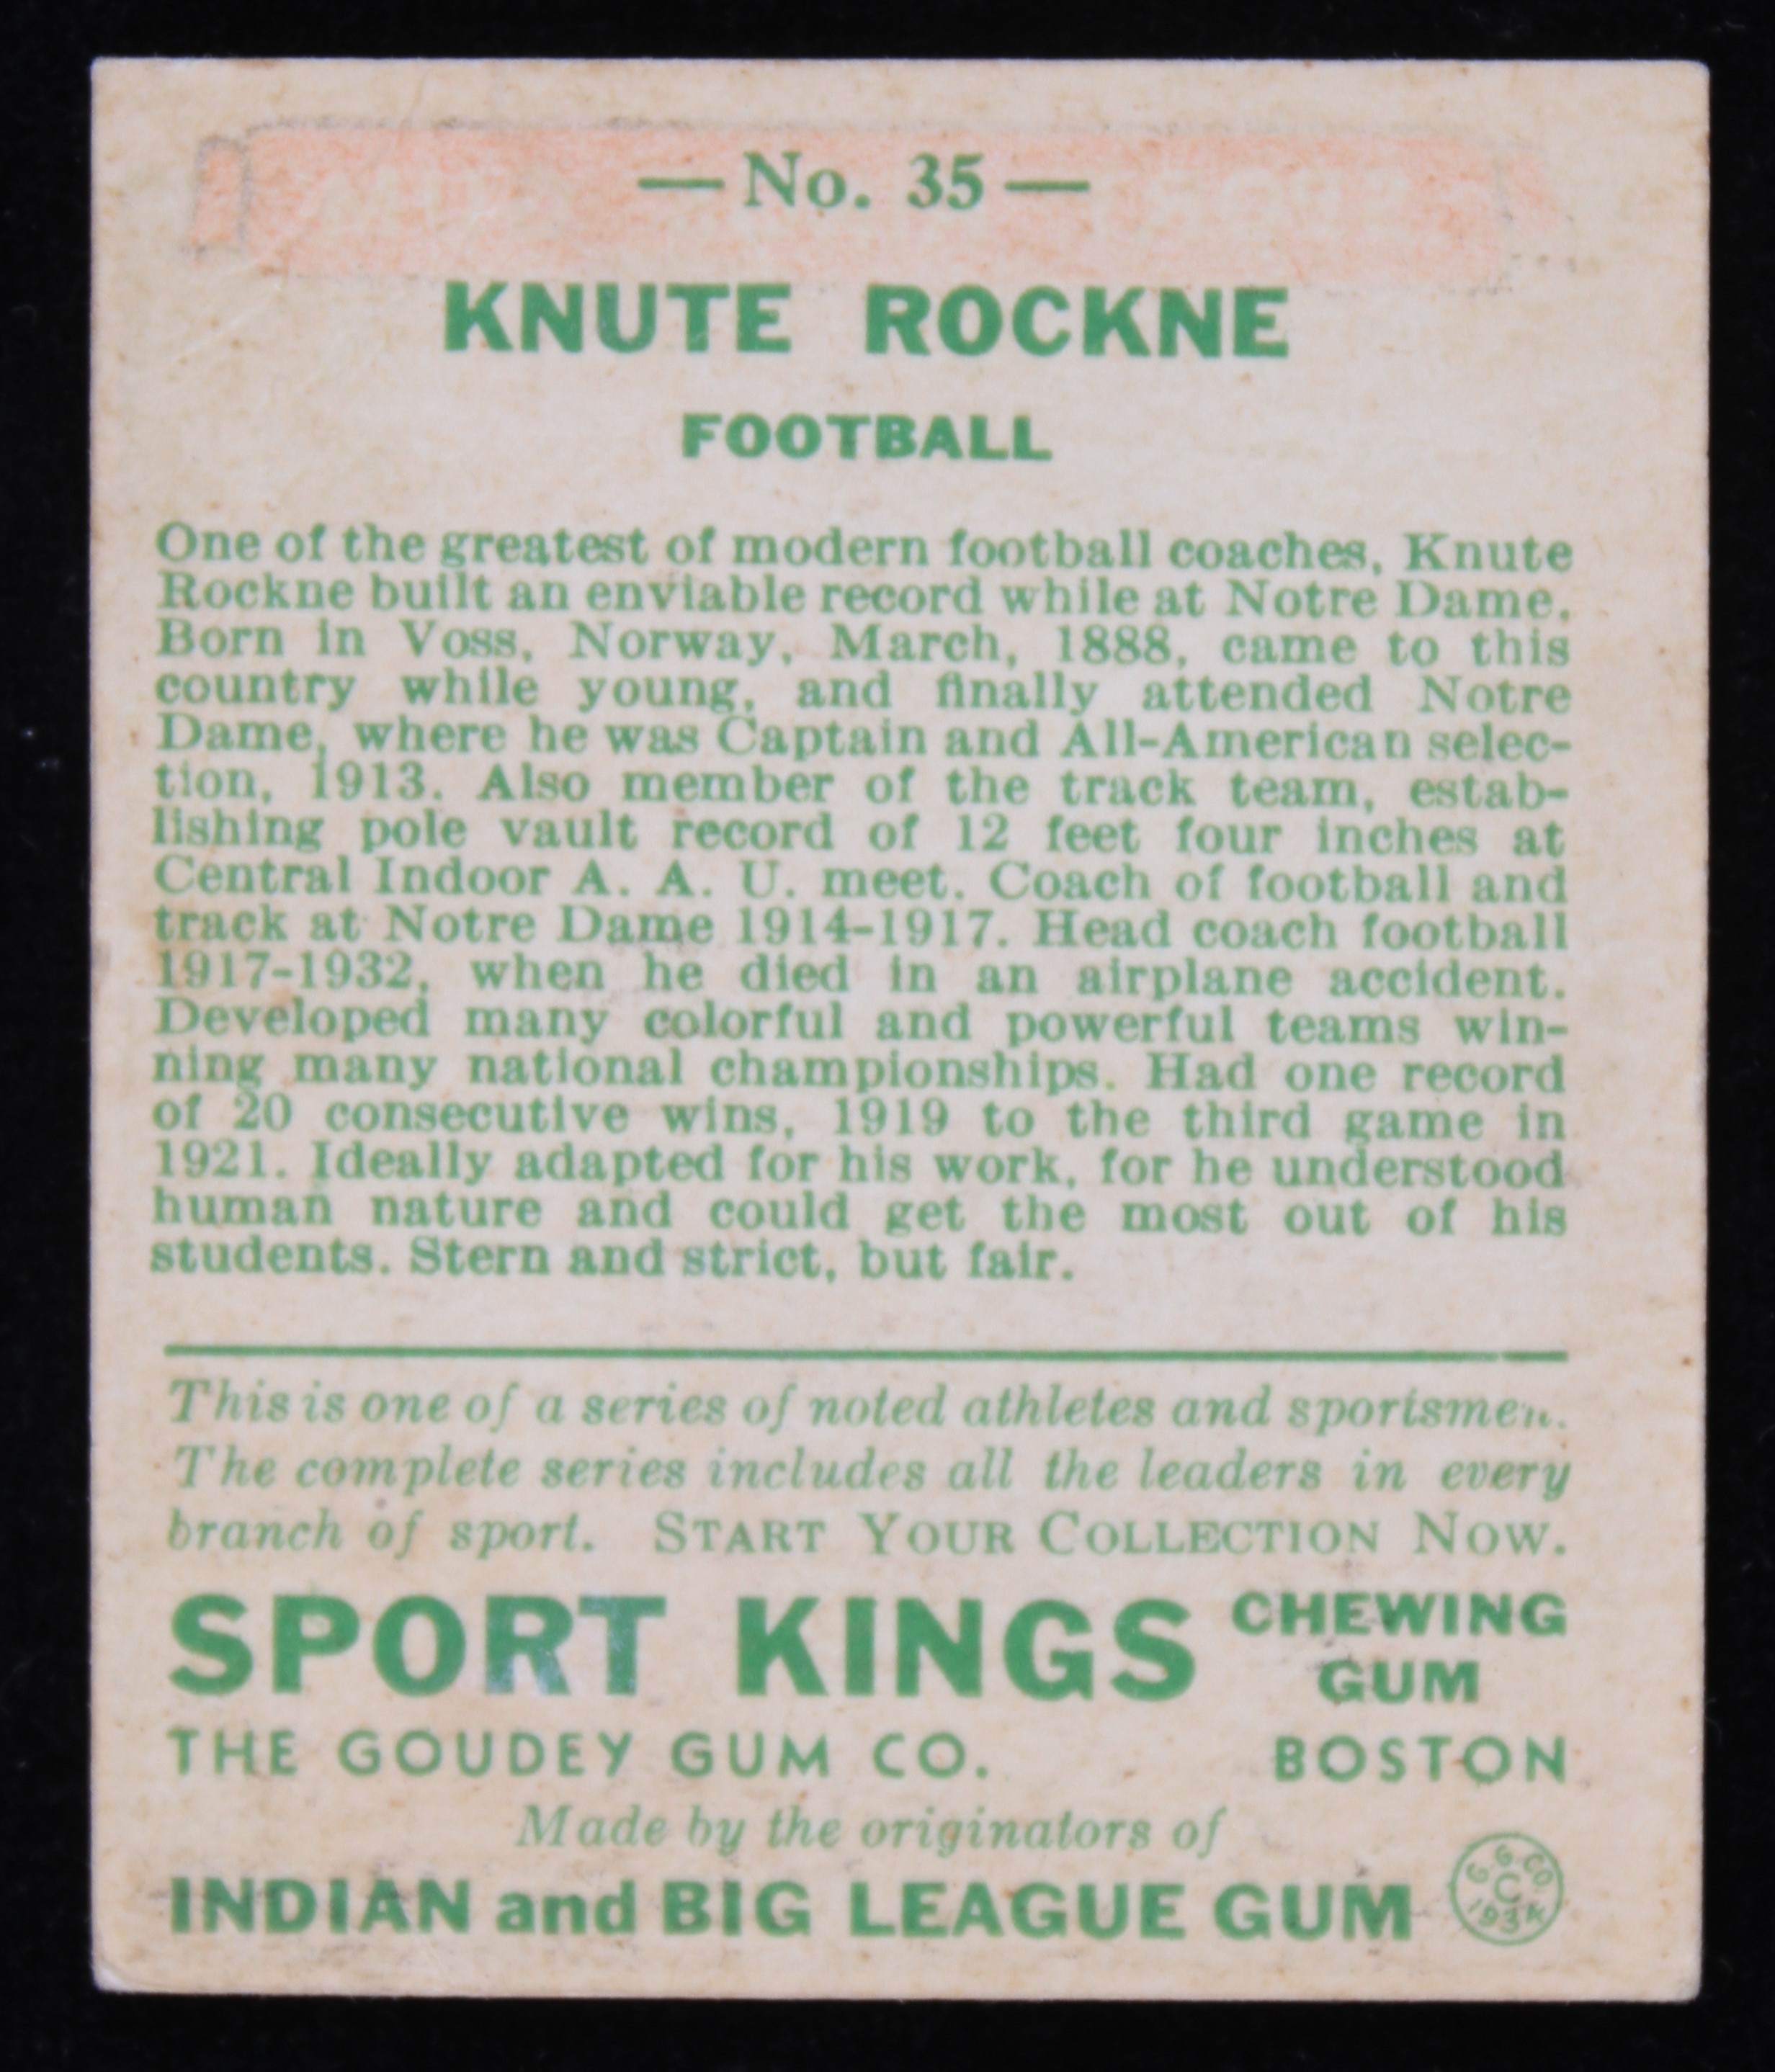 — No. 35 —
KNUTE ROCKNE
FOOTBALL
One of the greatest of modern football coaches, Knute
Rockne built an enviable record while at Notre Dame.
Born in Voss, Norway, March, 1888, came to this
country while young, and finally attended Notre
Dame, where he was Captain and All-American selec-
tion, 1913. Also member of the track team, estab-
lishing pole vault record of 12 feet four inches at
Central Indoor A. A. U. meet. Coach of football and
track at Notre Dame 1914-1917. Head coach football
1917-1932, when he died in an airplane accident.
Developed many colorful and powerful teams win-
ning many national championships. Had one record
of 20 consecutive wins, 1919 to the third game in
1921. Ideally adapted for his work, for he understood
human nature and could get the most out of his
students. Stern and strict, but fair.
This is one of a series of noted athletes and sportsmen.
The complete series includes all the leaders in every
branch of sport. START YOUR COLLECTION NOW.
SPORT KINGS CHEWING GUM
THE GOUDEY GUM CO. BOSTON
Made by the originators of
INDIAN and BIG LEAGUE GUM
G. G. CO.
C
1934